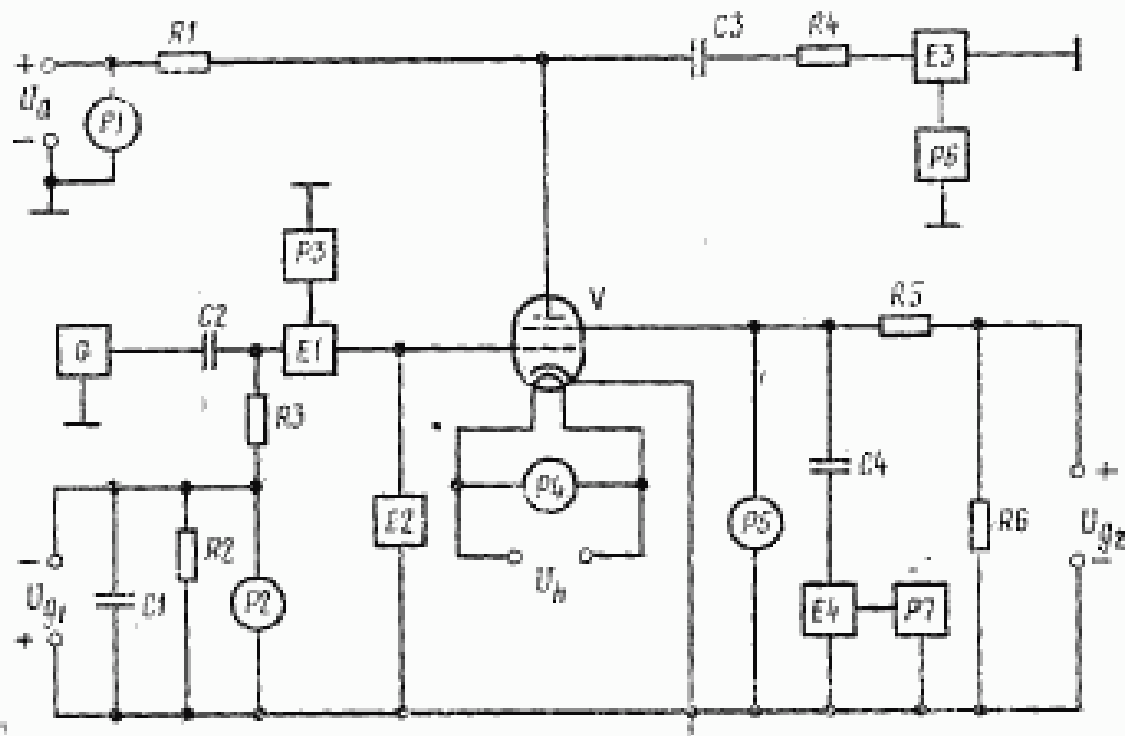 R1
C3
R4
E3
+
Ua
-
P1
P6
P3
V
R5
C2
G
E1
R3
C4
+
P4
E2
P5
R6
Ug2
-
-
R2
Uh
Ug1
C1
P2
E4
P7
+